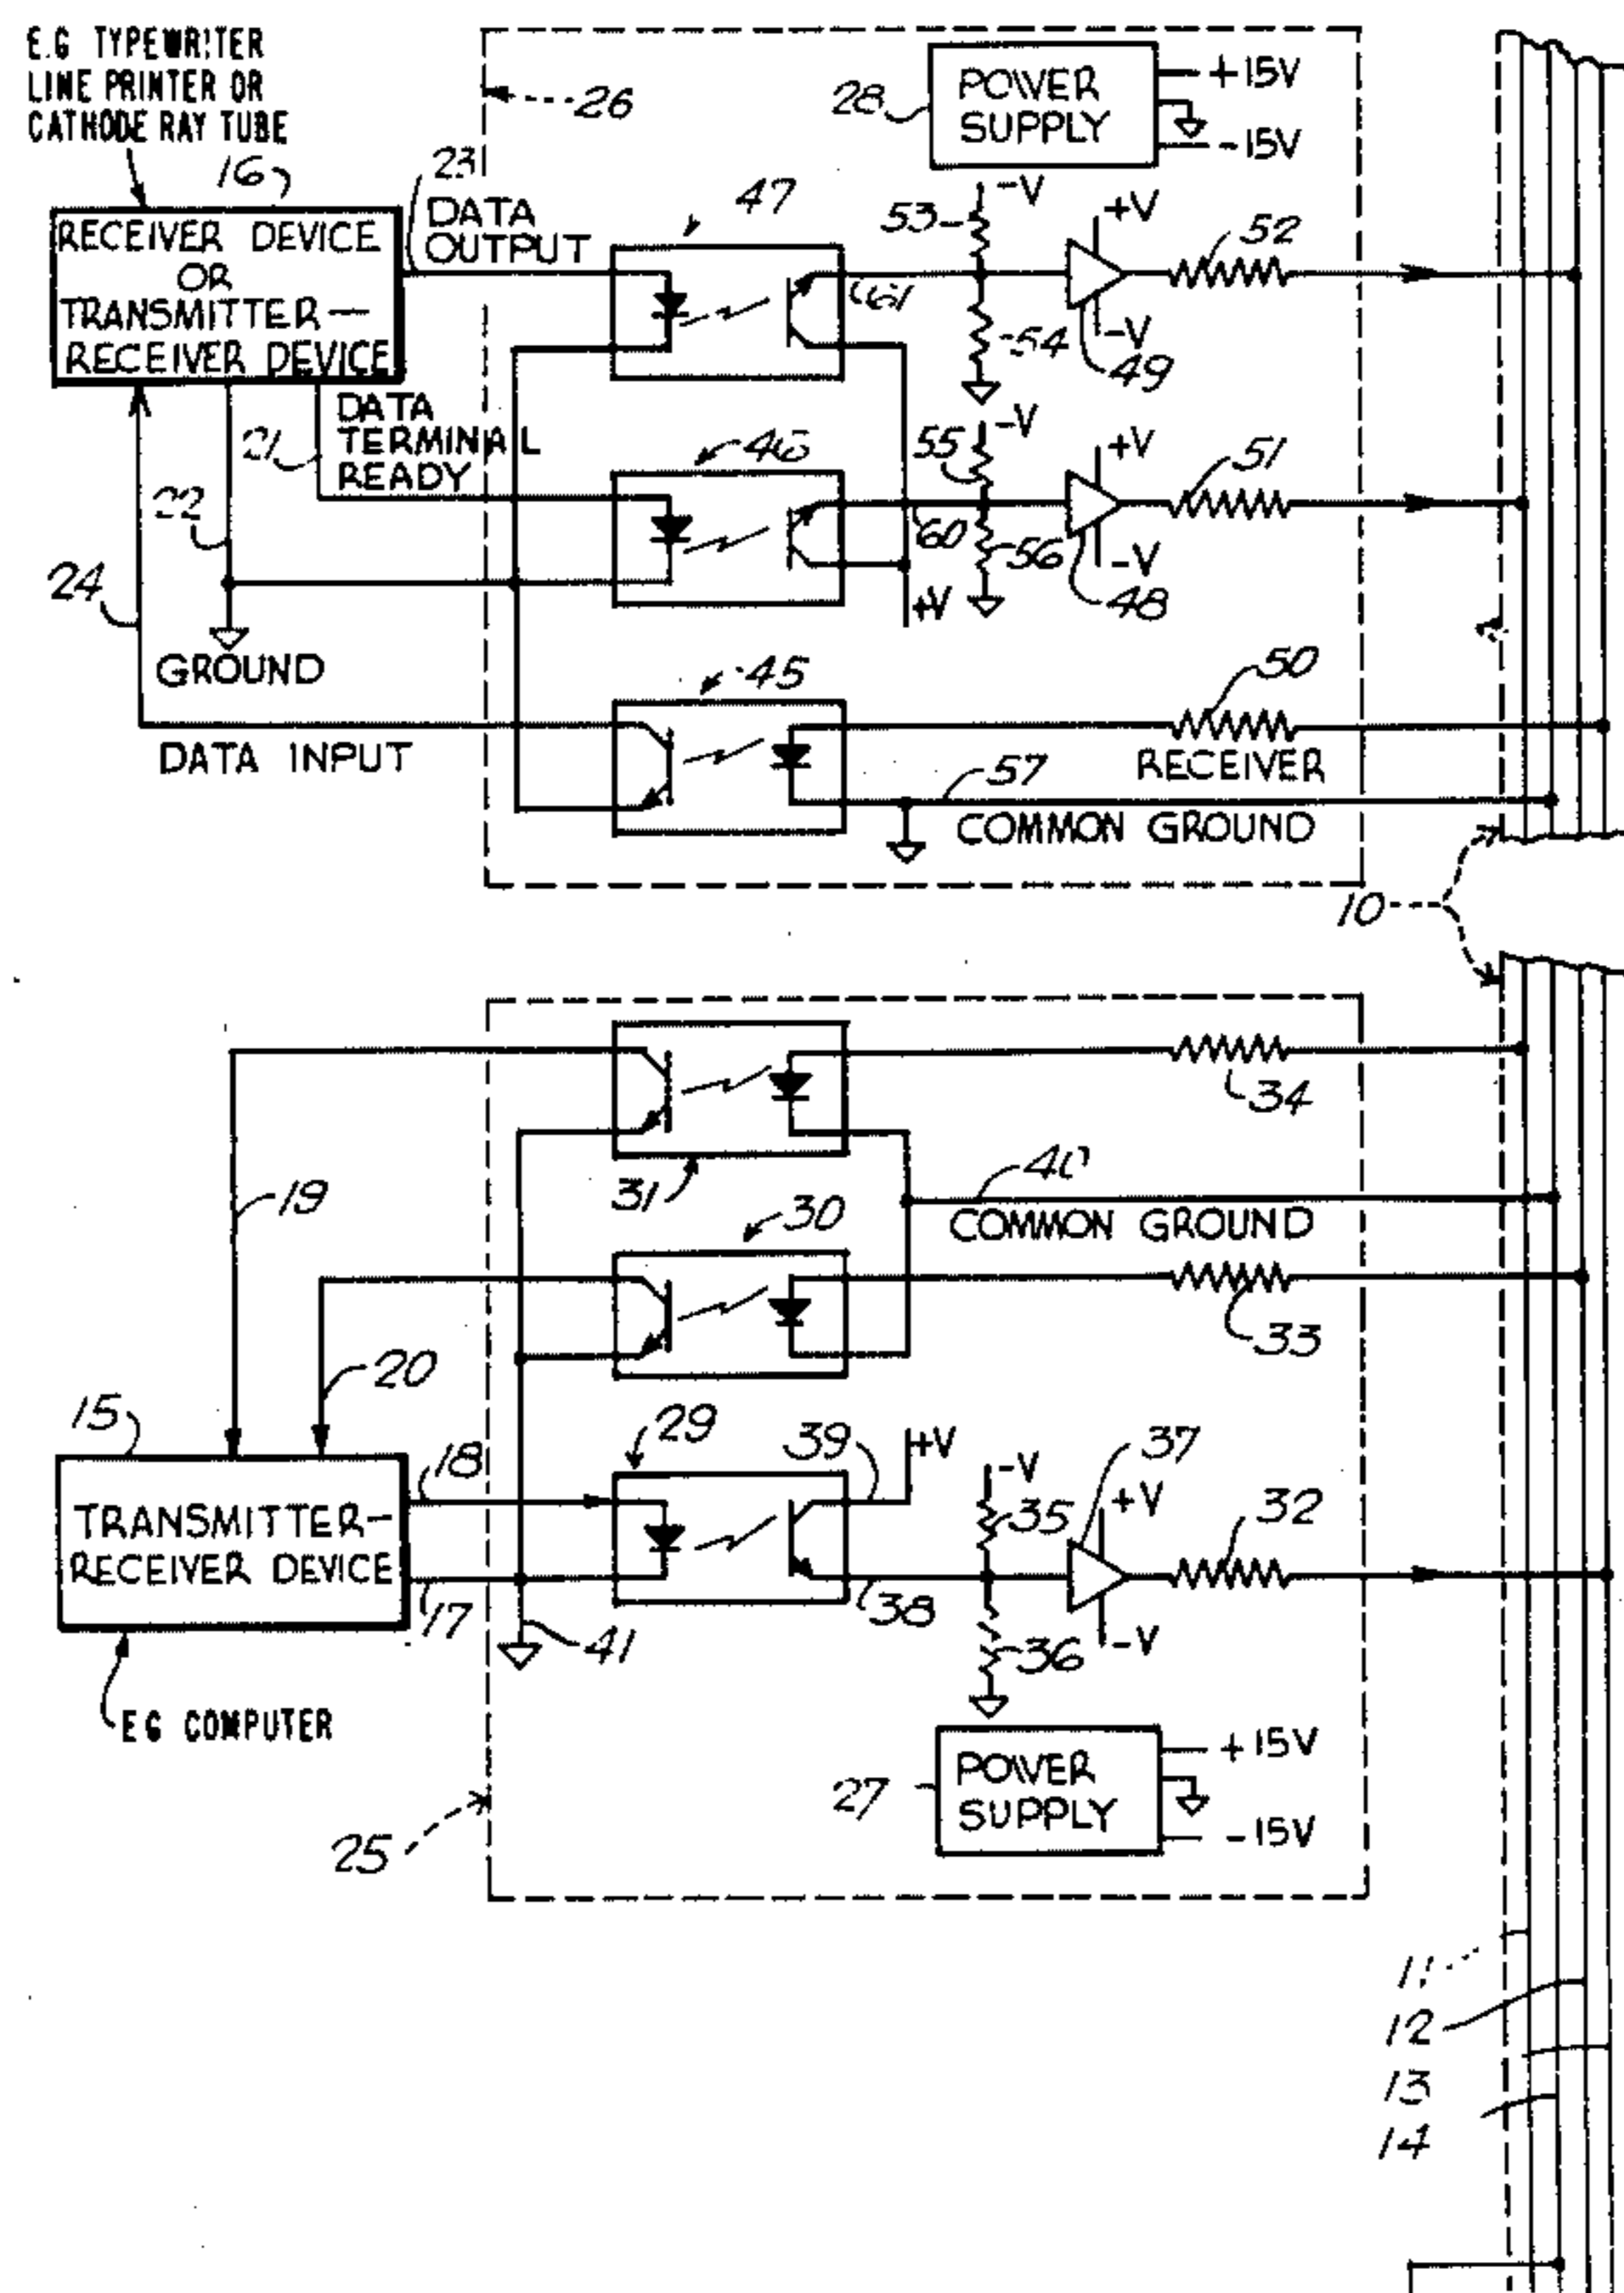 E.G TYPEWRITER
LINE PRINTER OR
CATHODE RAY TUBE
26
28
POWER
SUPPLY
+15V
-15V
16
23
RECEIVER DEVICE
OR
TRANSMITTER—
RECEIVER DEVICE
DATA
OUTPUT
47
53
-V
+V
52
61
54
-V
49
DATA
TERMINAL
READY
21
22
46
55
-V
+V
51
60
56
-V
48
+V
24
GROUND
45
50
DATA INPUT
RECEIVER
57
COMMON GROUND
10
34
31
40
COMMON GROUND
19
30
33
20
15
18
29
39
+V
-V
37
+V
35
32
TRANSMITTER-
RECEIVER DEVICE
17
41
38
36
-V
EG COMPUTER
25
27
POWER
SUPPLY
+15V
-15V
11
12
13
14